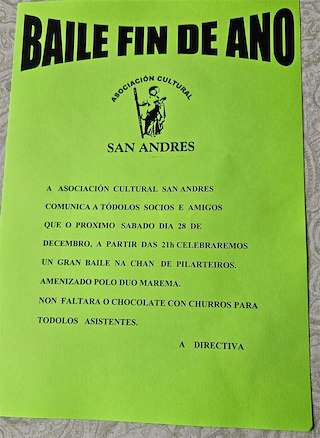 BAILE FIN DE ANO
ASOCIACIÓN CULTURAL
SAN ANDRES
A ASOCIACIÓN CULTURAL SAN ANDRES
COMUNICA A TÓDOLOS SOCIOS E AMIGOS
QUE O PROXIMO SABADO DIA 28 DE
DECEMBRO, A PARTIR DAS 21h CELEBRAREMOS
UN GRAN BAILE NA CHAN DE PILARTEIROS.
AMENIZADO POLO DUO MAREMA.
NON FALTARA O CHOCOLATE CON CHURROS PARA
TODOLOS ASISTENTES.
A DIRECTIVA